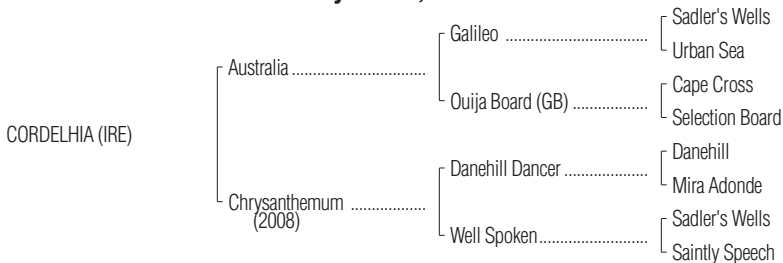 Sadler's Wells
Galileo ..................................
Urban Sea
Australia ................................
Cape Cross
Ouija Board (GB) ..................
Selection Board
CORDELHIA (IRE)
Danehill
Danehill Dancer ....................
Mira Adonde
Chrysanthemum ..................
(2008)
Sadler's Wells
Well Spoken..........................
Saintly Speech